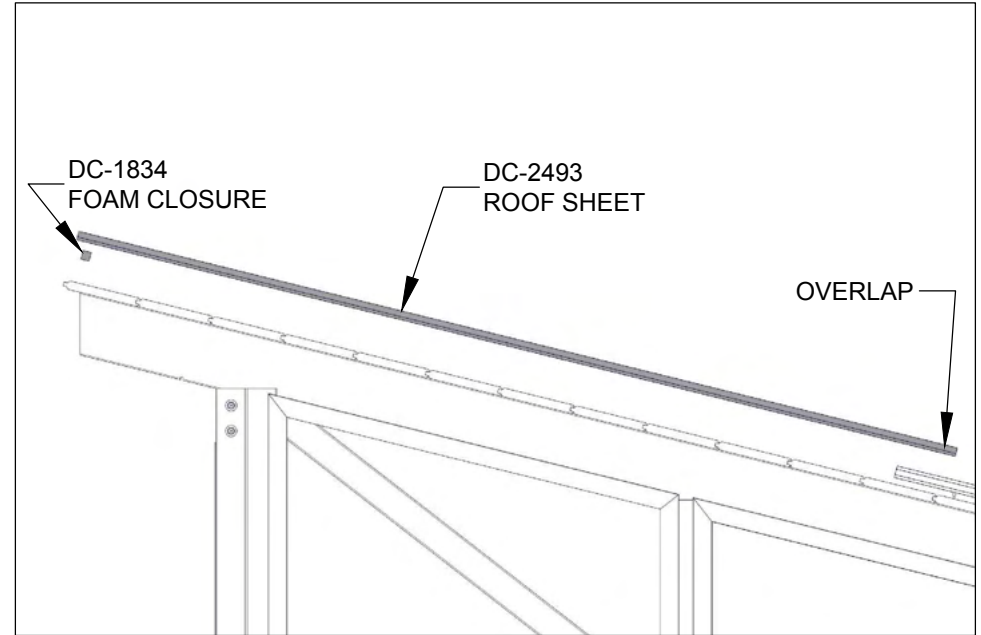 DC-1834
FOAM CLOSURE
DC-2493
ROOF SHEET
OVERLAP